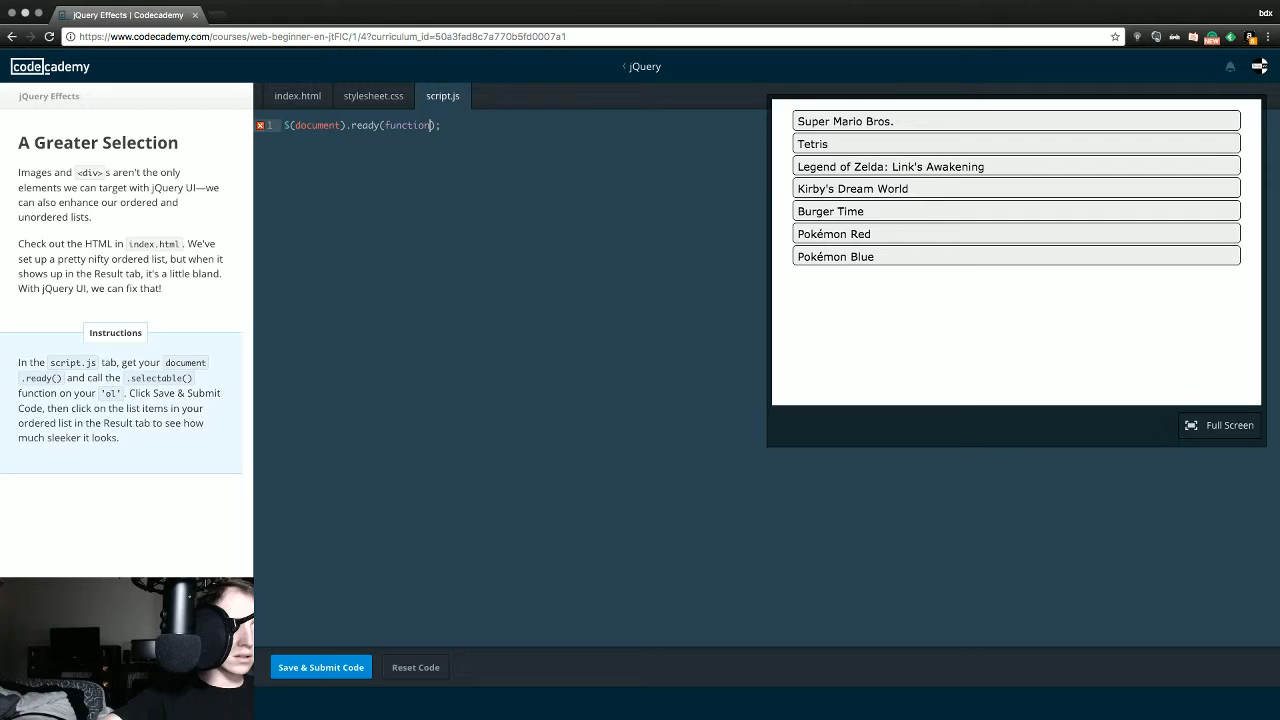 jQuery Effects | Codecademy
bdx
https://www.codecademy.com/courses/web-beginner-en-jtFIC/1/4?curriculum_id=50a3fad8c7a770b5fd0007a1
NEW
codecademy
jQuery
jQuery Effects
index.html
stylesheet.css
script.js
A Greater Selection
Images and <div>s aren't the only
elements we can target with jQuery UI—we
can also enhance our ordered and
unordered lists.
Check out the HTML in index.html. We've
set up a pretty nifty ordered list, but when it
shows up in the Result tab, it's a little bland.
With jQuery UI, we can fix that!
Instructions
In the script.js tab, get your document
.ready() and call the .selectable()
function on your 'ol'. Click Save & Submit
Code, then click on the list items in your
ordered list in the Result tab to see how
much sleeker it looks.
1 $(document).ready(function);
Super Mario Bros.
Tetris
Legend of Zelda: Link's Awakening
Kirby's Dream World
Burger Time
Pokémon Red
Pokémon Blue
Full Screen
Save & Submit Code
Reset Code